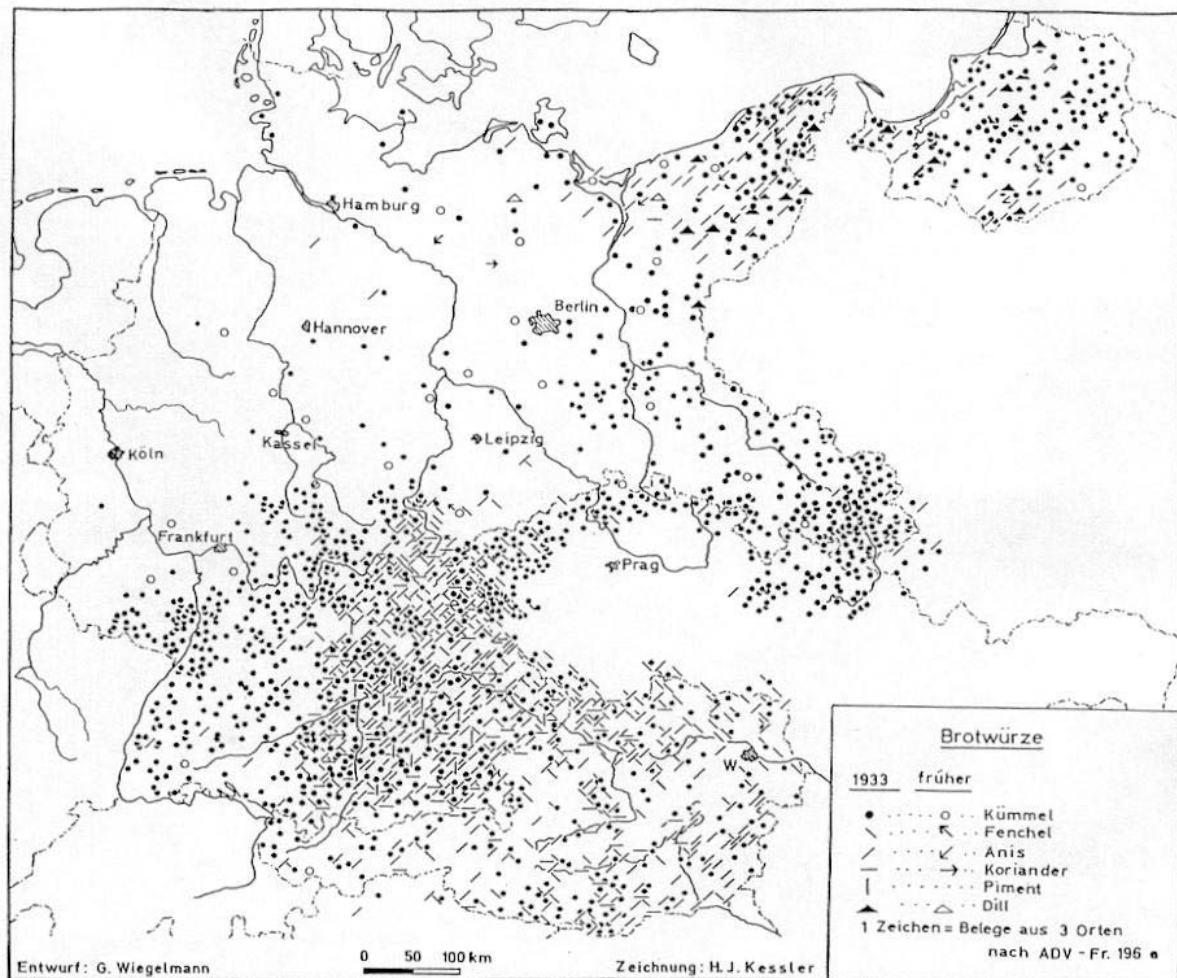 Hamburg
Berlin
Hannover
Leipzig
Kassel
Köln
Frankfurt
Prag
W
Brotwürze
1933 früher
Kümmel
Fenchel
Anis
Koriander
Piment
Dill
1 Zeichen = Belege aus 3 Orten
nach ADV - Fr. 196 e
Entwurf: G. Wiegelmann
0 50 100 km
Zeichnung: H.J. Kessler